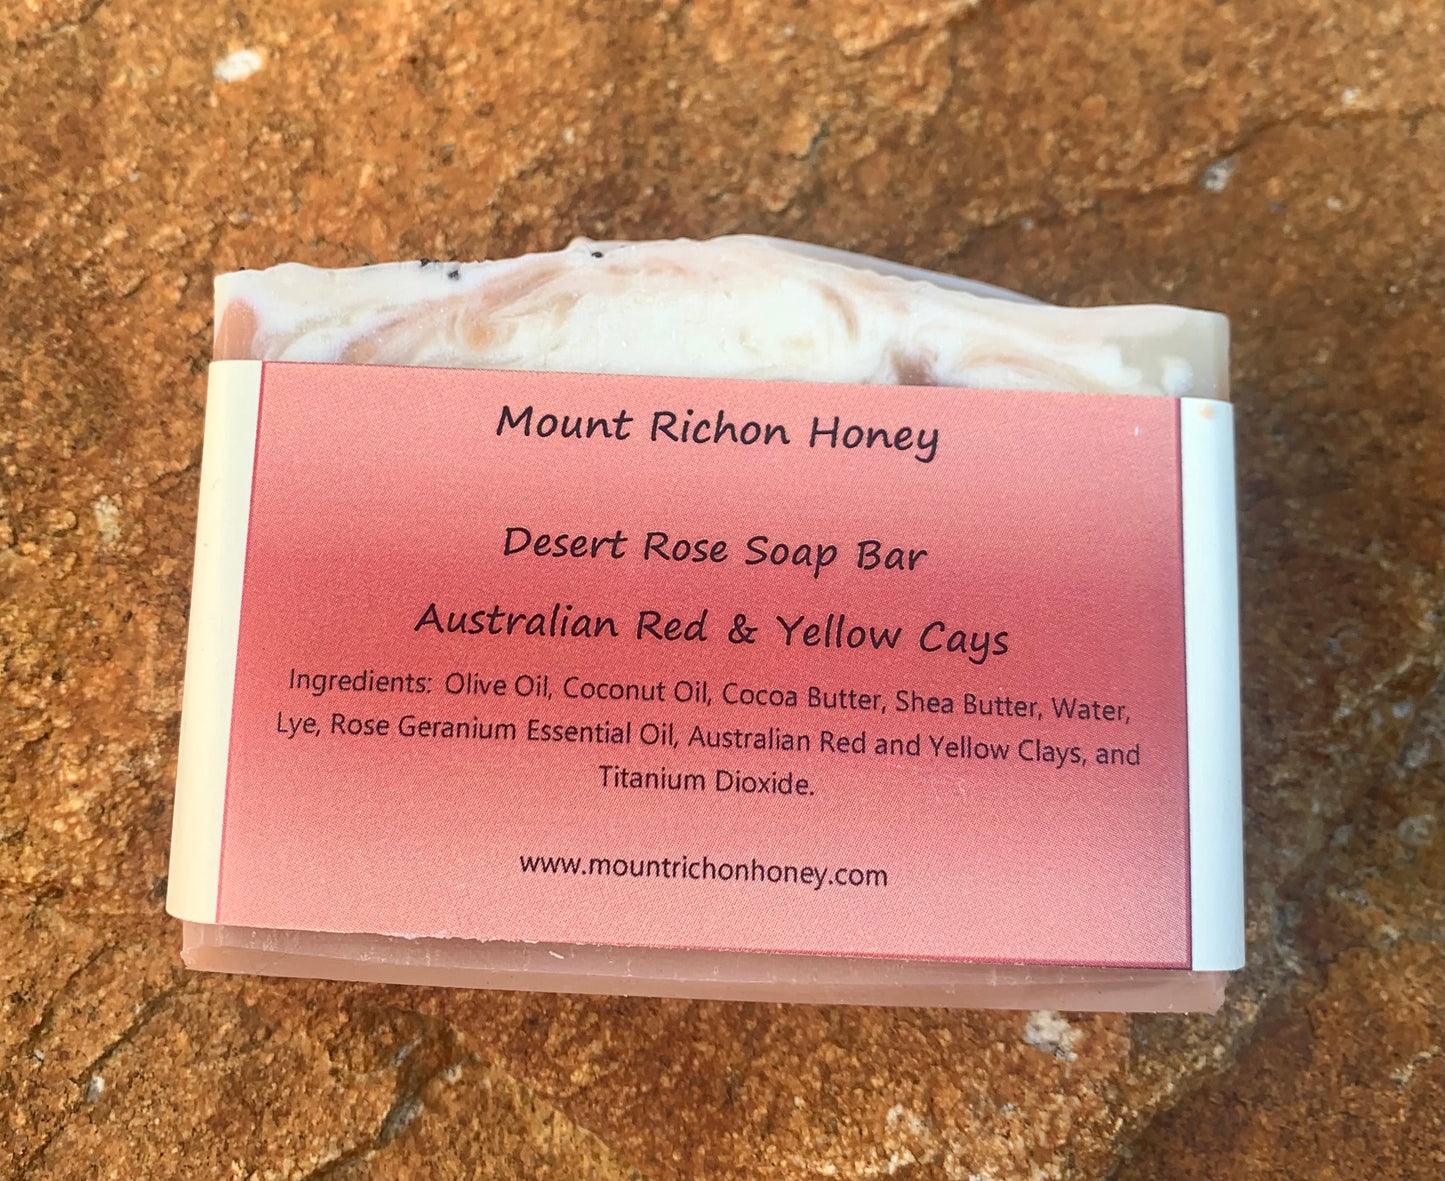 Mount Richon Honey
Desert Rose Soap Bar
Australian Red & Yellow Cays
Ingredients: Olive Oil, Coconut Oil, Cocoa Butter, Shea Butter, Water,
Lye, Rose Geranium Essential Oil, Australian Red and Yellow Clays, and
Titanium Dioxide.
www.mountrichonhoney.com